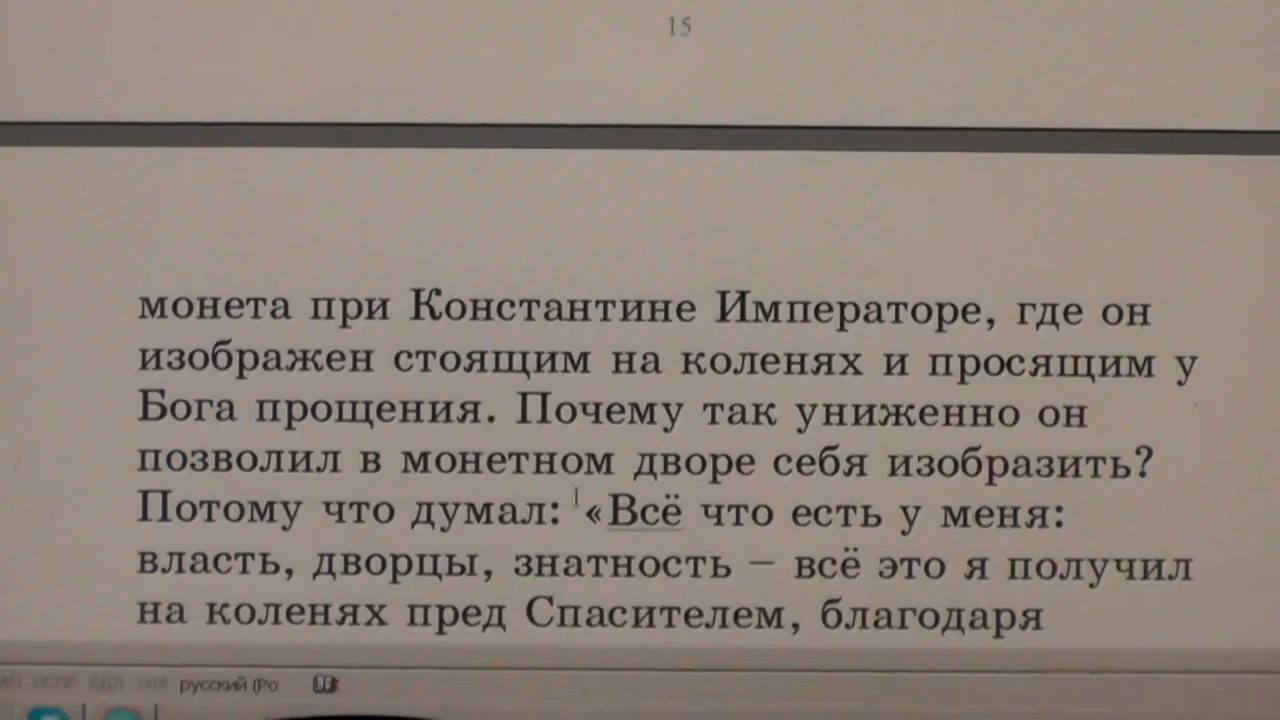 15
монета при Константине Императоре, где он
изображен стоящим на коленях и просящим у
Бога прощения. Почему так униженно он
позволил в монетном дворе себя изобразить?
Потому что думал: «Всё что есть у меня:
власть, дворцы, знатность – всё это я получил
на коленях пред Спасителем, благодаря
русский (Ро